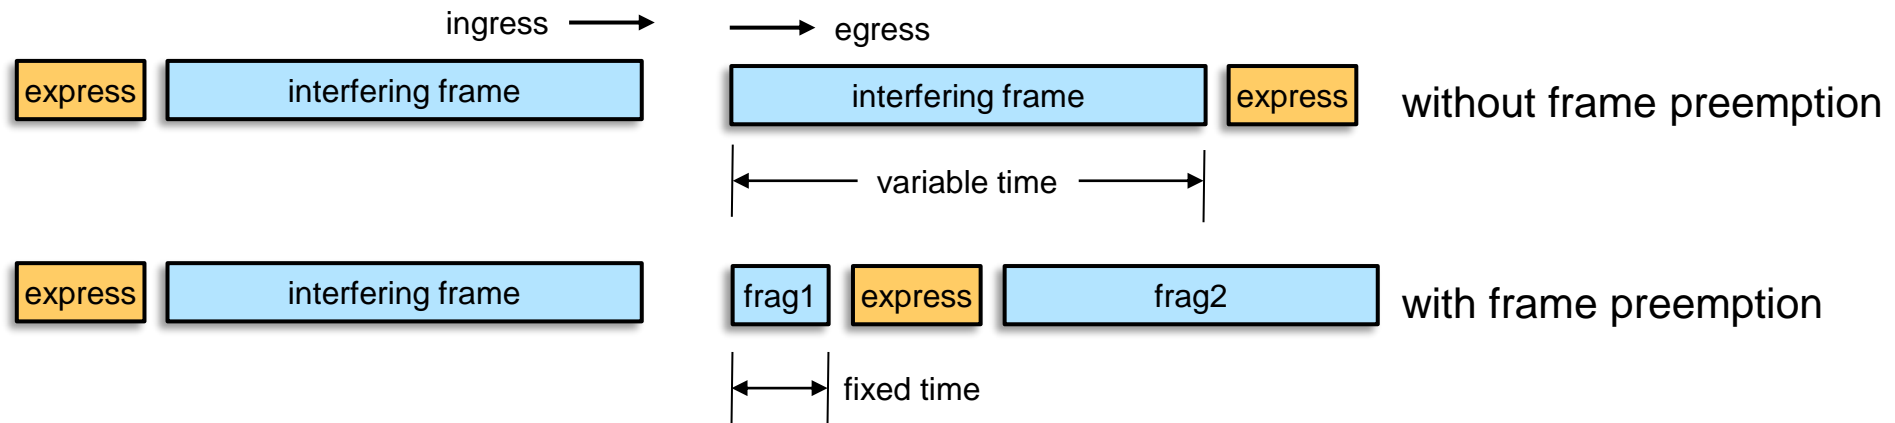 ingress
egress
express
interfering frame
interfering frame
express
without frame preemption
variable time
express
interfering frame
frag1
express
frag2
with frame preemption
fixed time